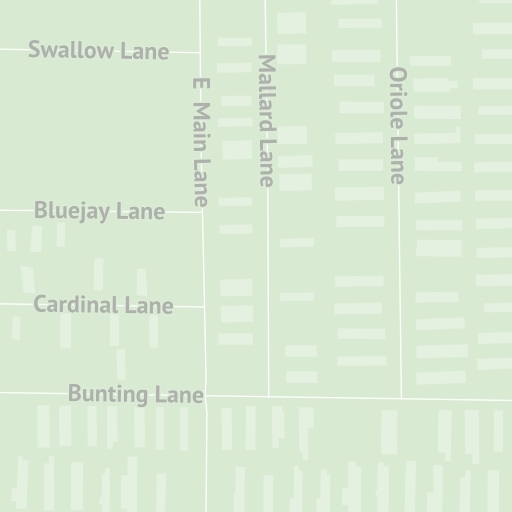 Swallow Lane
E Main Lane
Mallard Lane
Oriole Lane
Bluejay Lane
Cardinal Lane
Bunting Lane